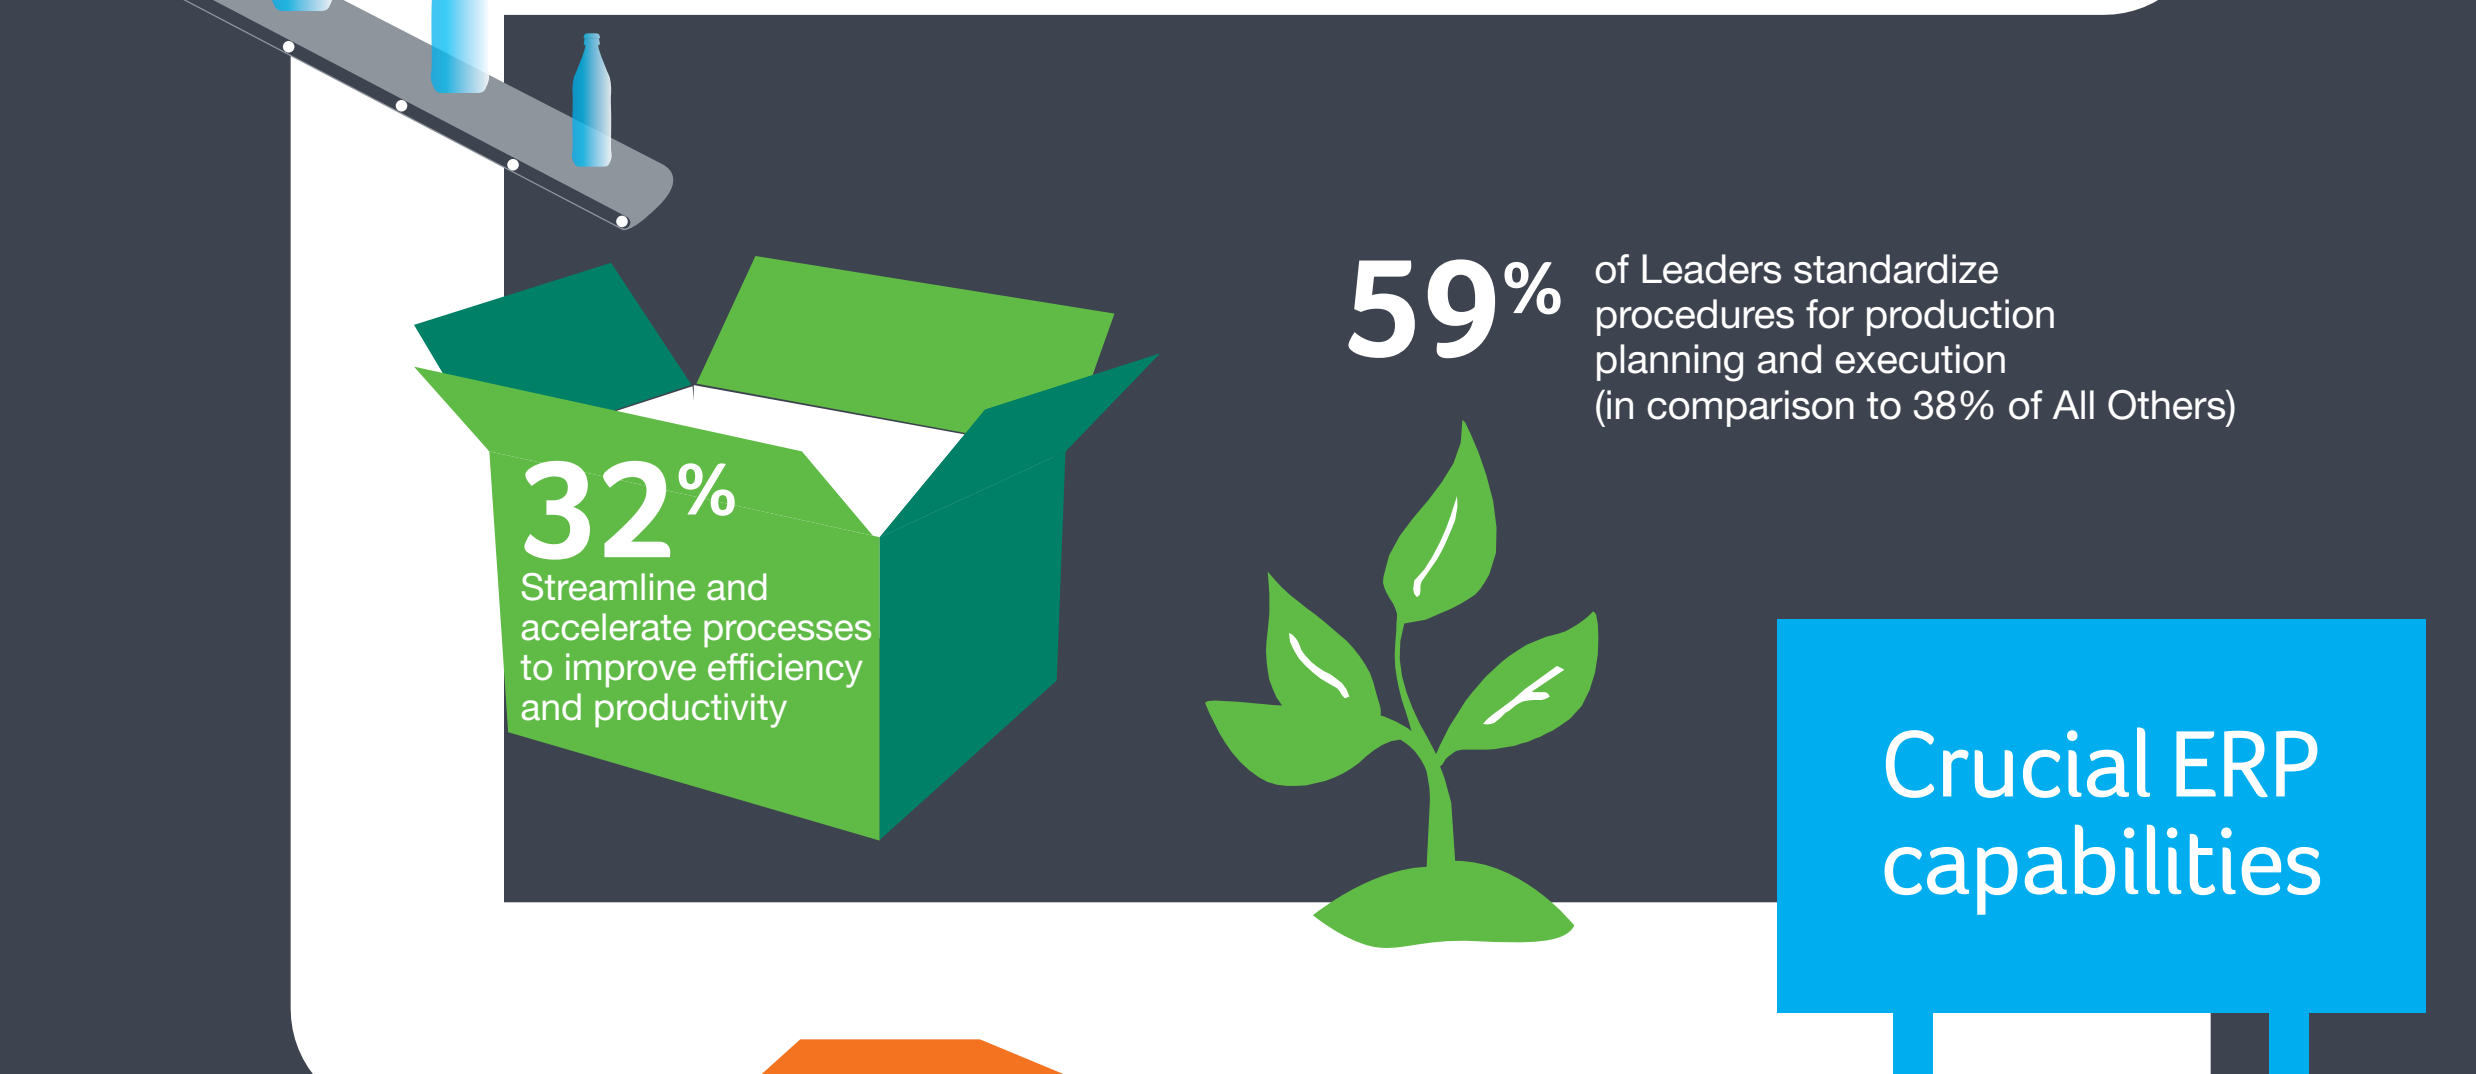 59%
of Leaders standardize
procedures for production
planning and execution
(in comparison to 38% of All Others)
32%
Streamline and
accelerate processes
to improve efficiency
and productivity
Crucial ERP
capabilities